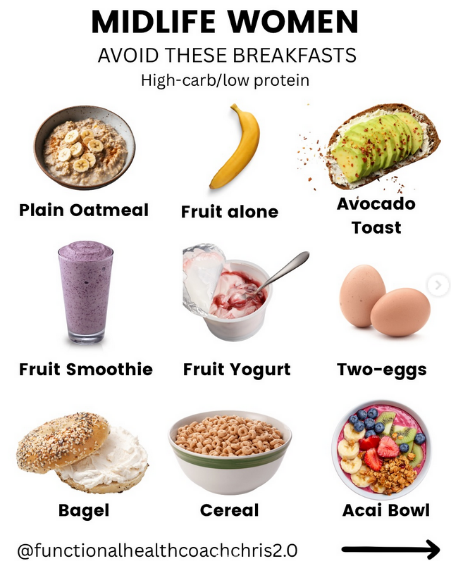 MIDLIFE WOMEN
AVOID THESE BREAKFASTS
High-carb/low protein
Plain Oatmeal
Fruit alone
Avocado
Toast
Fruit Smoothie
Fruit Yogurt
Two-eggs
Bagel
Cereal
Acai Bowl
@functionalhealthcoachchris2.0